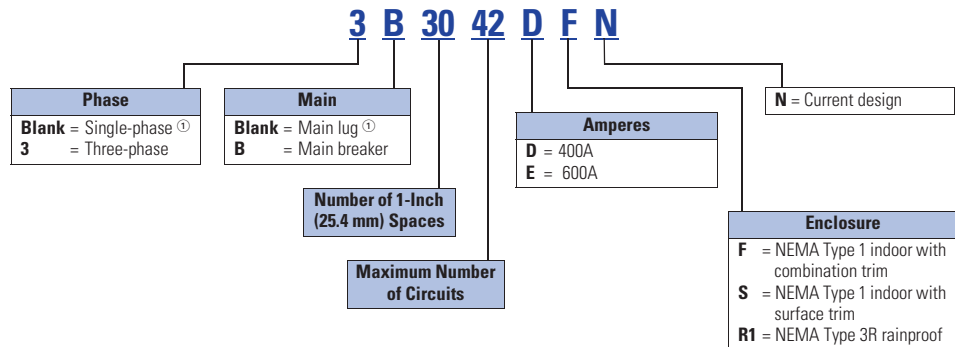 3 B 30 42 D F N
Phase
Blank = Single-phase ①
3 = Three-phase
Main
Blank = Main lug ①
B = Main breaker
Number of 1-Inch
(25.4 mm) Spaces
Maximum Number
of Circuits
Amperes
D = 400A
E = 600A
N = Current design
Enclosure
F = NEMA Type 1 indoor with
combination trim
S = NEMA Type 1 indoor with
surface trim
R1 = NEMA Type 3R rainproof